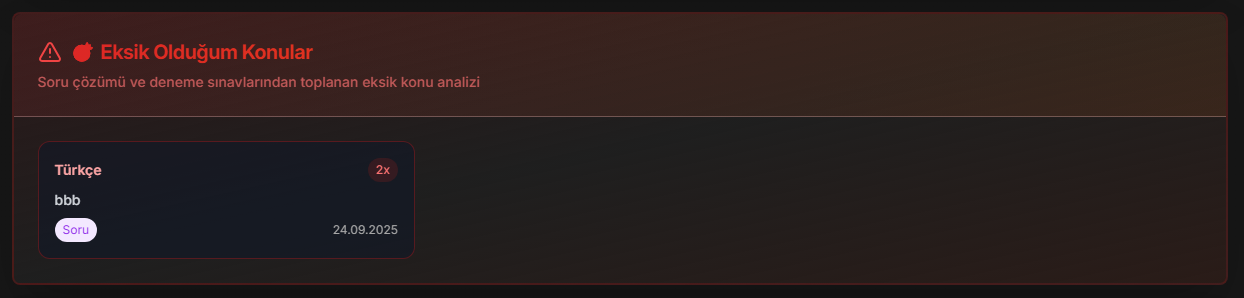 Eksik Olduğum Konular
Soru çözümü ve deneme sınavlarından toplanan eksik konu analizi
Türkçe 2x
bbb
Soru 24.09.2025